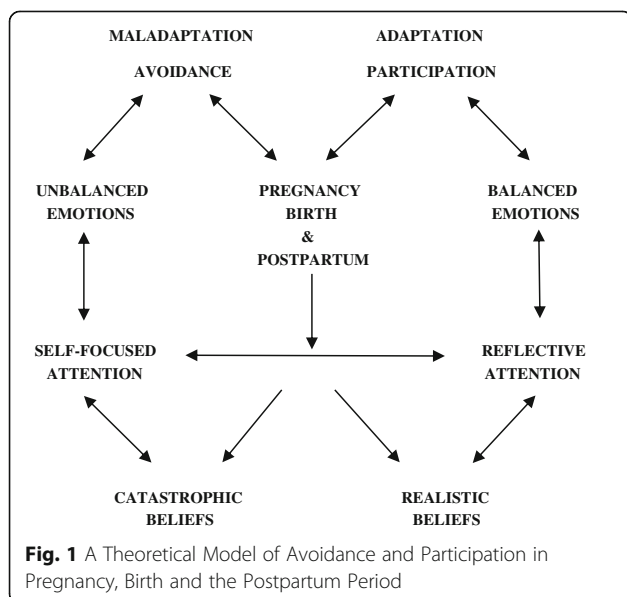 MALADAPTATION ADAPTATION
AVOIDANCE PARTICIPATION
UNBALANCED PREGNANCY BALANCED
EMOTIONS BIRTH EMOTIONS
&
POSTPARTUM
SELF-FOCUSED REFLECTIVE
ATTENTION ATTENTION
CATASTROPHIC REALISTIC
BELIEFS BELIEFS
Fig. 1 A Theoretical Model of Avoidance and Participation in
Pregnancy, Birth and the Postpartum Period